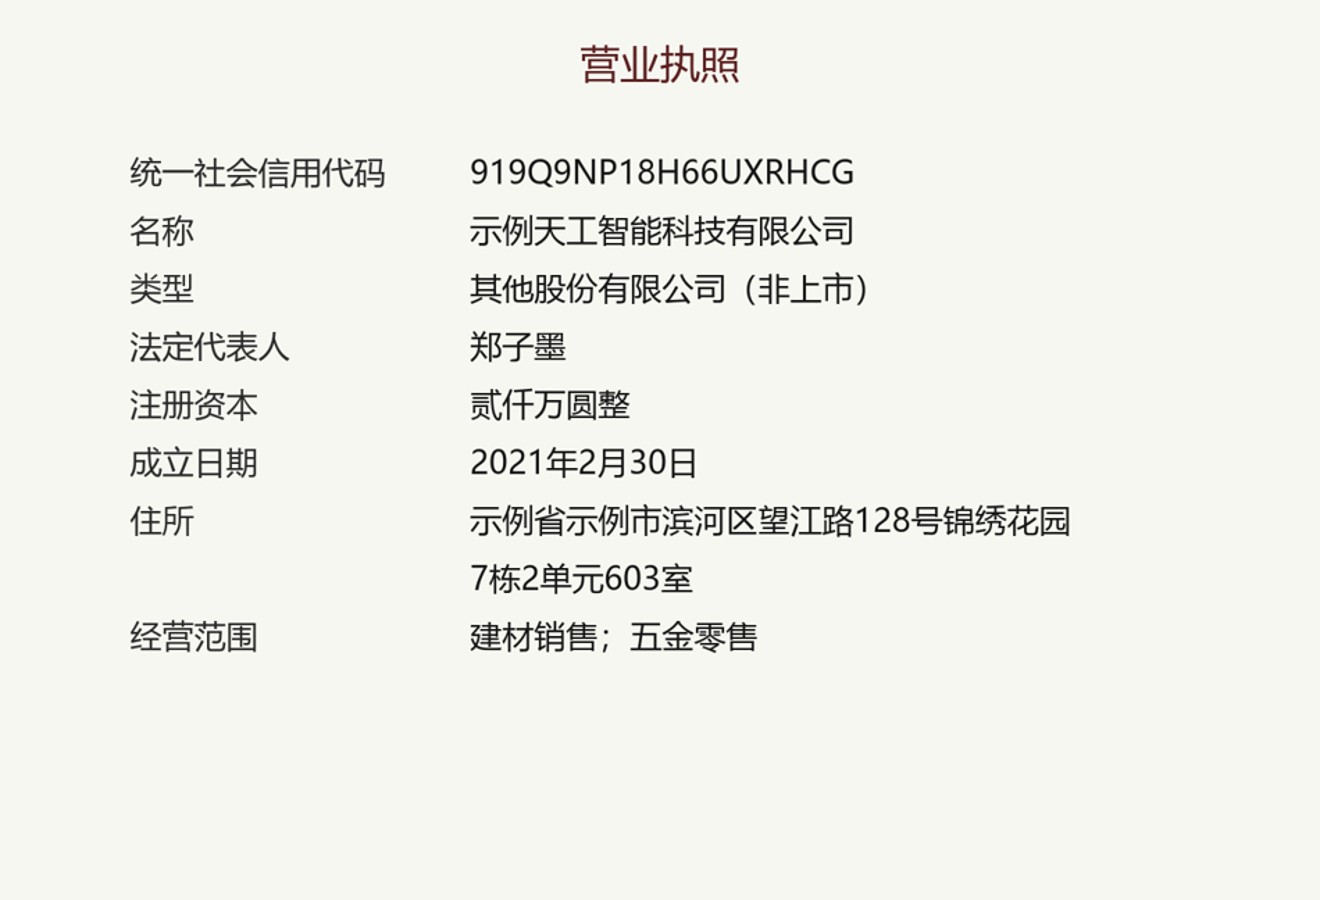 营业执照
统一社会信用代码 919Q9NP18H66UXRHCG
名称 示例天工智能科技有限公司
类型 其他股份有限公司（非上市）
法定代表人 郑子墨
注册资本 贰仟万圆整
成立日期 2021年2月30日
住所 示例省示例市滨河区望江路128号锦绣花园
7栋2单元603室
经营范围 建材销售；五金零售